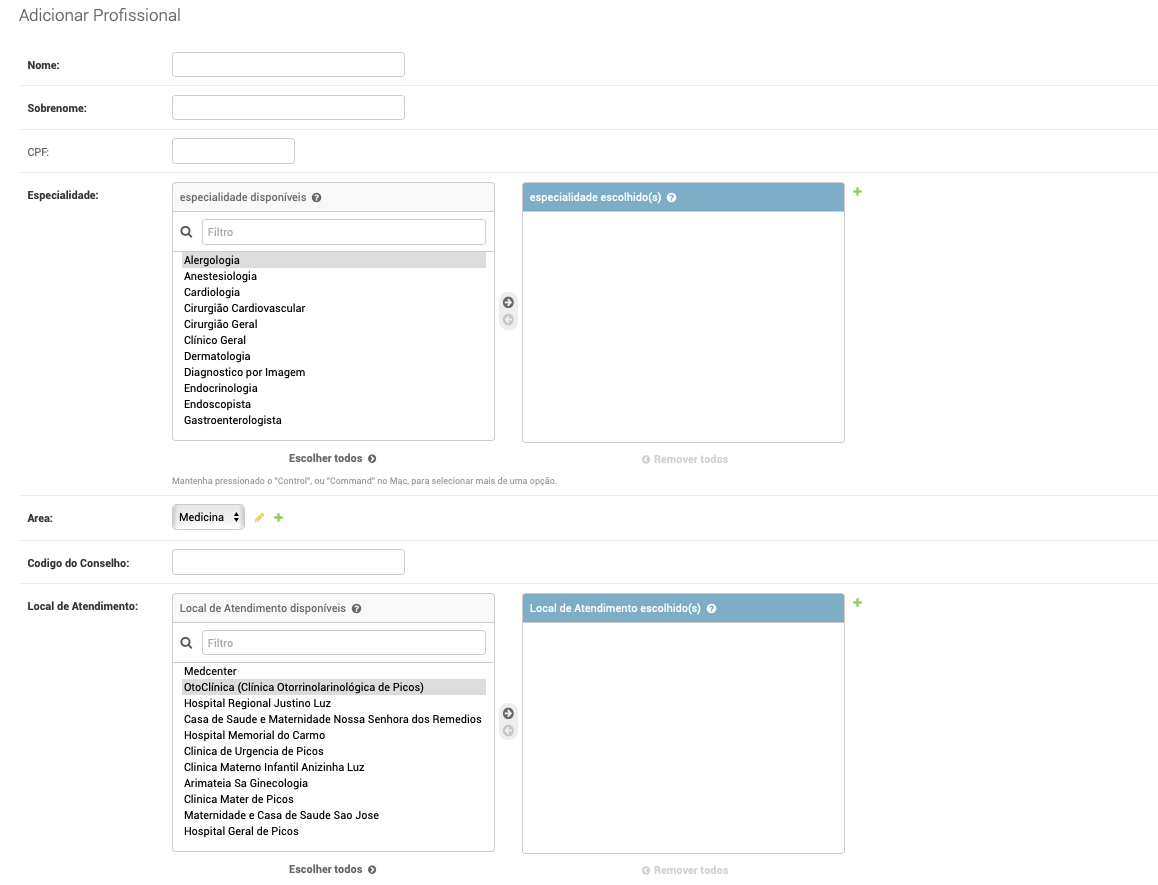 Adicionar Profissional
Nome:
Sobrenome:
CPF:
Especialidade:
especialidade disponíveis
Filtro
Alergologia
Anestesiologia
Cardiologia
Cirurgião Cardiovascular
Cirurgião Geral
Clínico Geral
Dermatologia
Diagnostico por Imagem
Endocrinologia
Endoscopista
Gastroenterologista
Escolher todos
especialidade escolhido(s)
Remover todos
Mantenha pressionado o "Control", ou "Command" no Mac, para selecionar mais de uma opção.
Area:
Medicina
Codigo do Conselho:
Local de Atendimento:
Local de Atendimento disponíveis
Filtro
Medcenter
OtoClínica (Clínica Otorrinolarinológica de Picos)
Hospital Regional Justino Luz
Casa de Saude e Maternidade Nossa Senhora dos Remedios
Hospital Memorial do Carmo
Clinica de Urgencia de Picos
Clinica Materno Infantil Anizinha Luz
Arimateia Sa Ginecologia
Clinica Mater de Picos
Maternidade e Casa de Saude Sao Jose
Hospital Geral de Picos
Escolher todos
Local de Atendimento escolhido(s)
Remover todos